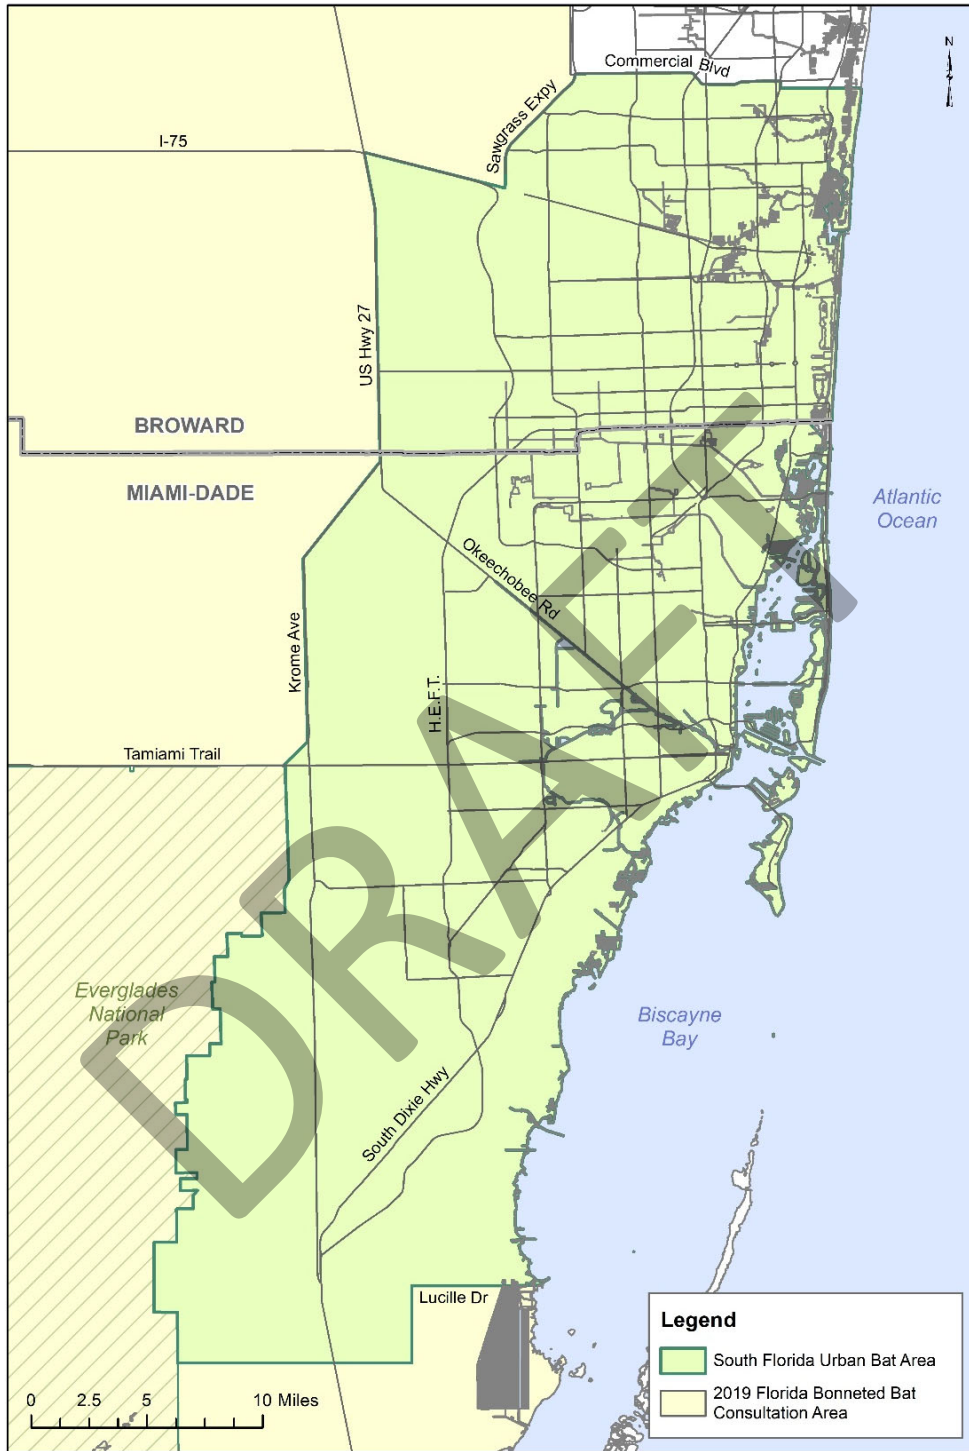 N
Commercial Blvd
Sawgrass Expy
I-75
US Hwy 27
BROWARD
MIAMI-DADE
Atlantic
Ocean
Okeechobee Rd
Krome Ave
H.E.F.T.
Tamiami Trail
DRAFT
Everglades
National
Park
Biscayne
Bay
South Dixie Hwy
Lucille Dr
Legend
South Florida Urban Bat Area
2019 Florida Bonneted Bat
Consultation Area
0 2.5 5 10 Miles